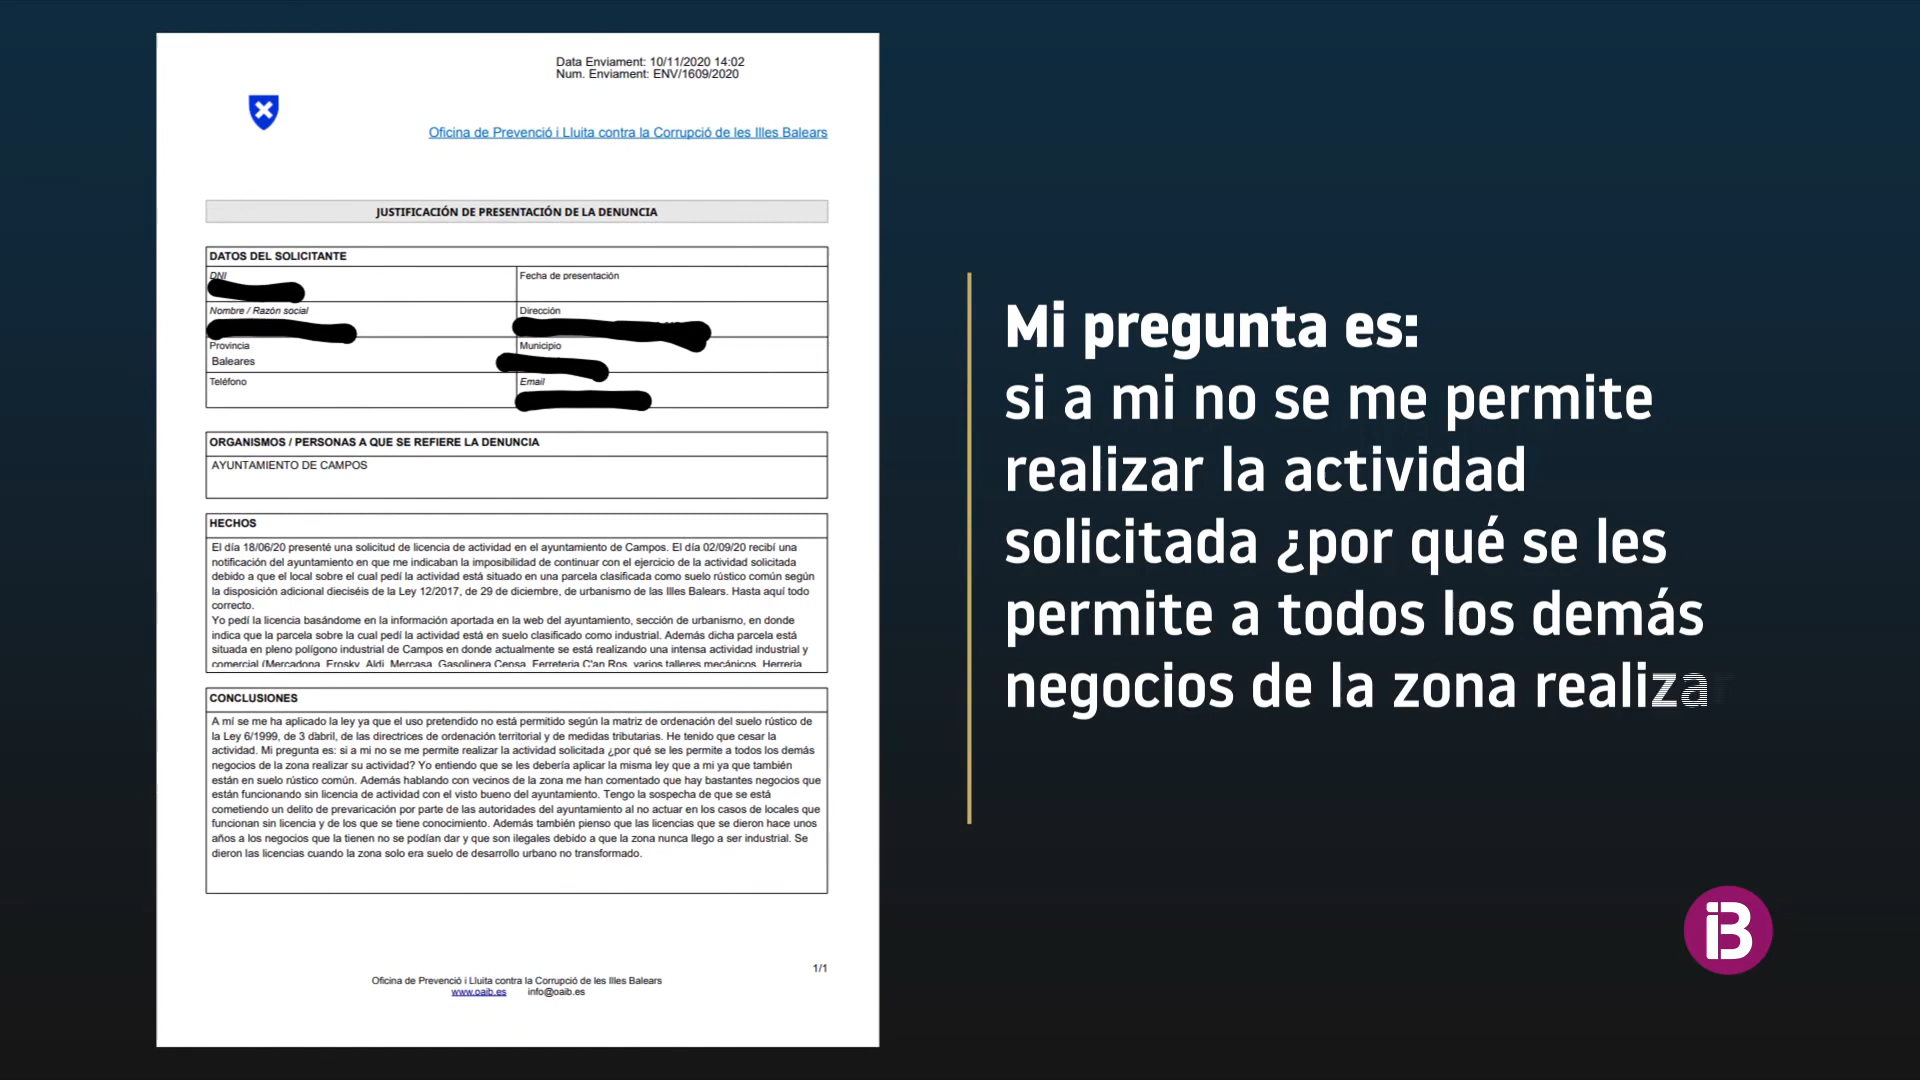 Data Enviament: 10/11/2020 14:02
Num. Enviament: ENV/1609/2020
Oficina de Prevenció i Lluita contra la Corrupció de les Illes Balears
JUSTIFICACIÓN DE PRESENTACIÓN DE LA DENUNCIA
DATOS DEL SOLICITANTE
DNI
Fecha de presentación
Nombre / Razón social
Dirección
Provincia
Municipio
Baleares
Teléfono
Email
ORGANISMOS / PERSONAS A QUE SE REFIERE LA DENUNCIA
AYUNTAMIENTO DE CAMPOS
HECHOS
El día 18/06/20 presenté una solicitud de licencia de actividad en el ayuntamiento de Campos. El día 02/09/20 recibí una
notificación del ayuntamiento en que me indicaban la imposibilidad de continuar con el ejercicio de la actividad solicitada
debido a que el local sobre el cual pedí la actividad está situado en una parcela clasificada como suelo rústico común según
la disposición adicional dieciséis de la Ley 12/2017, de 29 de diciembre, de urbanismo de las Illes Balears. Hasta aquí todo
correcto.
Yo pedí la licencia basándome en la información aportada en la web del ayuntamiento, sección de urbanismo, en donde
indica que la parcela sobre la cual pedí la actividad está en suelo clasificado como industrial. Además dicha parcela está
situada en pleno polígono industrial de Campos en donde actualmente se está realizando una intensa actividad industrial y
comercial (Mercadona, Erosky, Aldi, Mercasa, Gasolinera Cepsa, Ferreteria C'an Ros, varios talleres mecánicos, Herreria
CONCLUSIONES
A mí se me ha aplicado la ley ya que el uso pretendido no está permitido según la matriz de ordenación del suelo rústico de
la Ley 6/1999, de 3 d'abril, de las directrices de ordenación territorial y de medidas tributarias. He tenido que cesar la
actividad. Mi pregunta es: si a mi no se me permite realizar la actividad solicitada ¿por qué se les permite a todos los demás
negocios de la zona realizar su actividad? Yo entiendo que se les debería aplicar la misma ley que a mi ya que también
están en suelo rústico común. Además hablando con vecinos de la zona me han comentado que hay bastantes negocios que
están funcionando sin licencia de actividad con el visto bueno del ayuntamiento. Tengo la sospecha de que se está
cometiendo un delito de prevaricación por parte de las autoridades del ayuntamiento al no actuar en los casos de locales que
funcionan sin licencia y de los que se tiene conocimiento. Además también pienso que las licencias que se dieron hace unos
años a los negocios que la tienen no se podían dar y que son ilegales debido a que la zona nunca llego a ser industrial. Se
dieron las licencias cuando la zona solo era suelo de desarrollo urbano no transformado.
1/1
Oficina de Prevenció i Lluita contra la Corrupció de les Illes Balears
www.oaib.es info@oaib.es
Mi pregunta es:
si a mi no se me permite
realizar la actividad
solicitada ¿por qué se les
permite a todos los demás
negocios de la zona realizar
iB